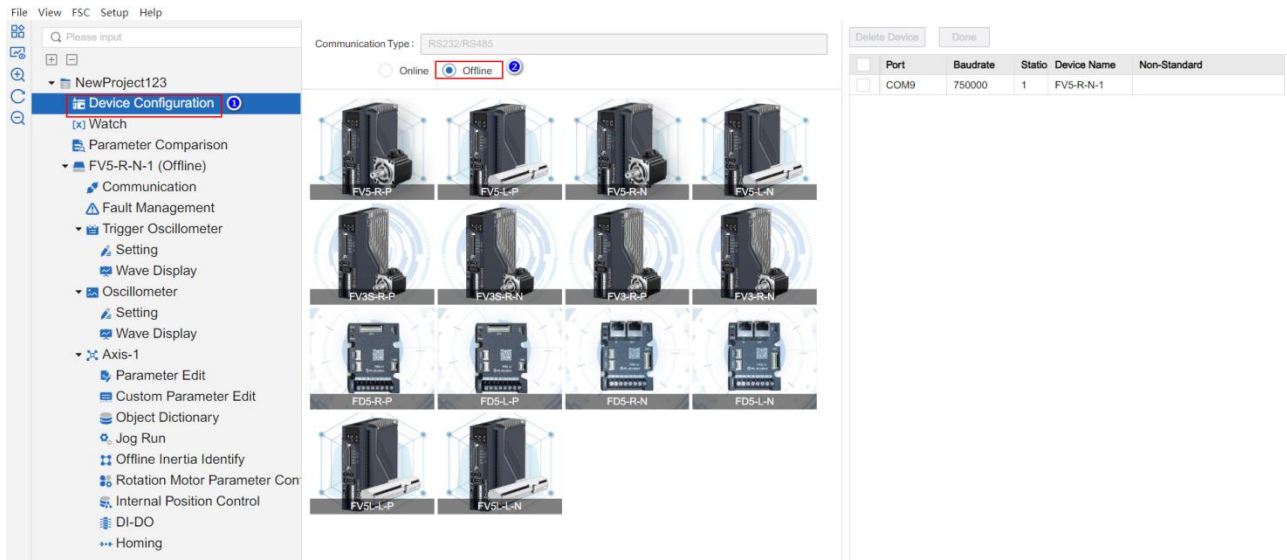 File View FSC Setup Help
Please input
NewProject123
Device Configuration 1
[x] Watch
Parameter Comparison
FV5-R-N-1 (Offline)
Communication
Fault Management
Trigger Oscillometer
Setting
Wave Display
Oscillometer
Setting
Wave Display
Axis-1
Parameter Edit
Custom Parameter Edit
Object Dictionary
Jog Run
Offline Inertia Identify
Rotation Motor Parameter Con
Internal Position Control
DI-DO
Homing
Communication Type : RS232/RS485
Online Offline 2
FV5-R-P FV5-L-P FV5-R-N FV5-L-N
FV3S-R-P FV3S-R-N FV3-R-P FV3-R-N
FD5-R-P FD5-L-P FD5-R-N FD5-L-N
FV5L-L-P FV5L-L-N
Delete Device Done
Port Baudrate Statio Device Name Non-Standard
COM9 750000 1 FV5-R-N-1